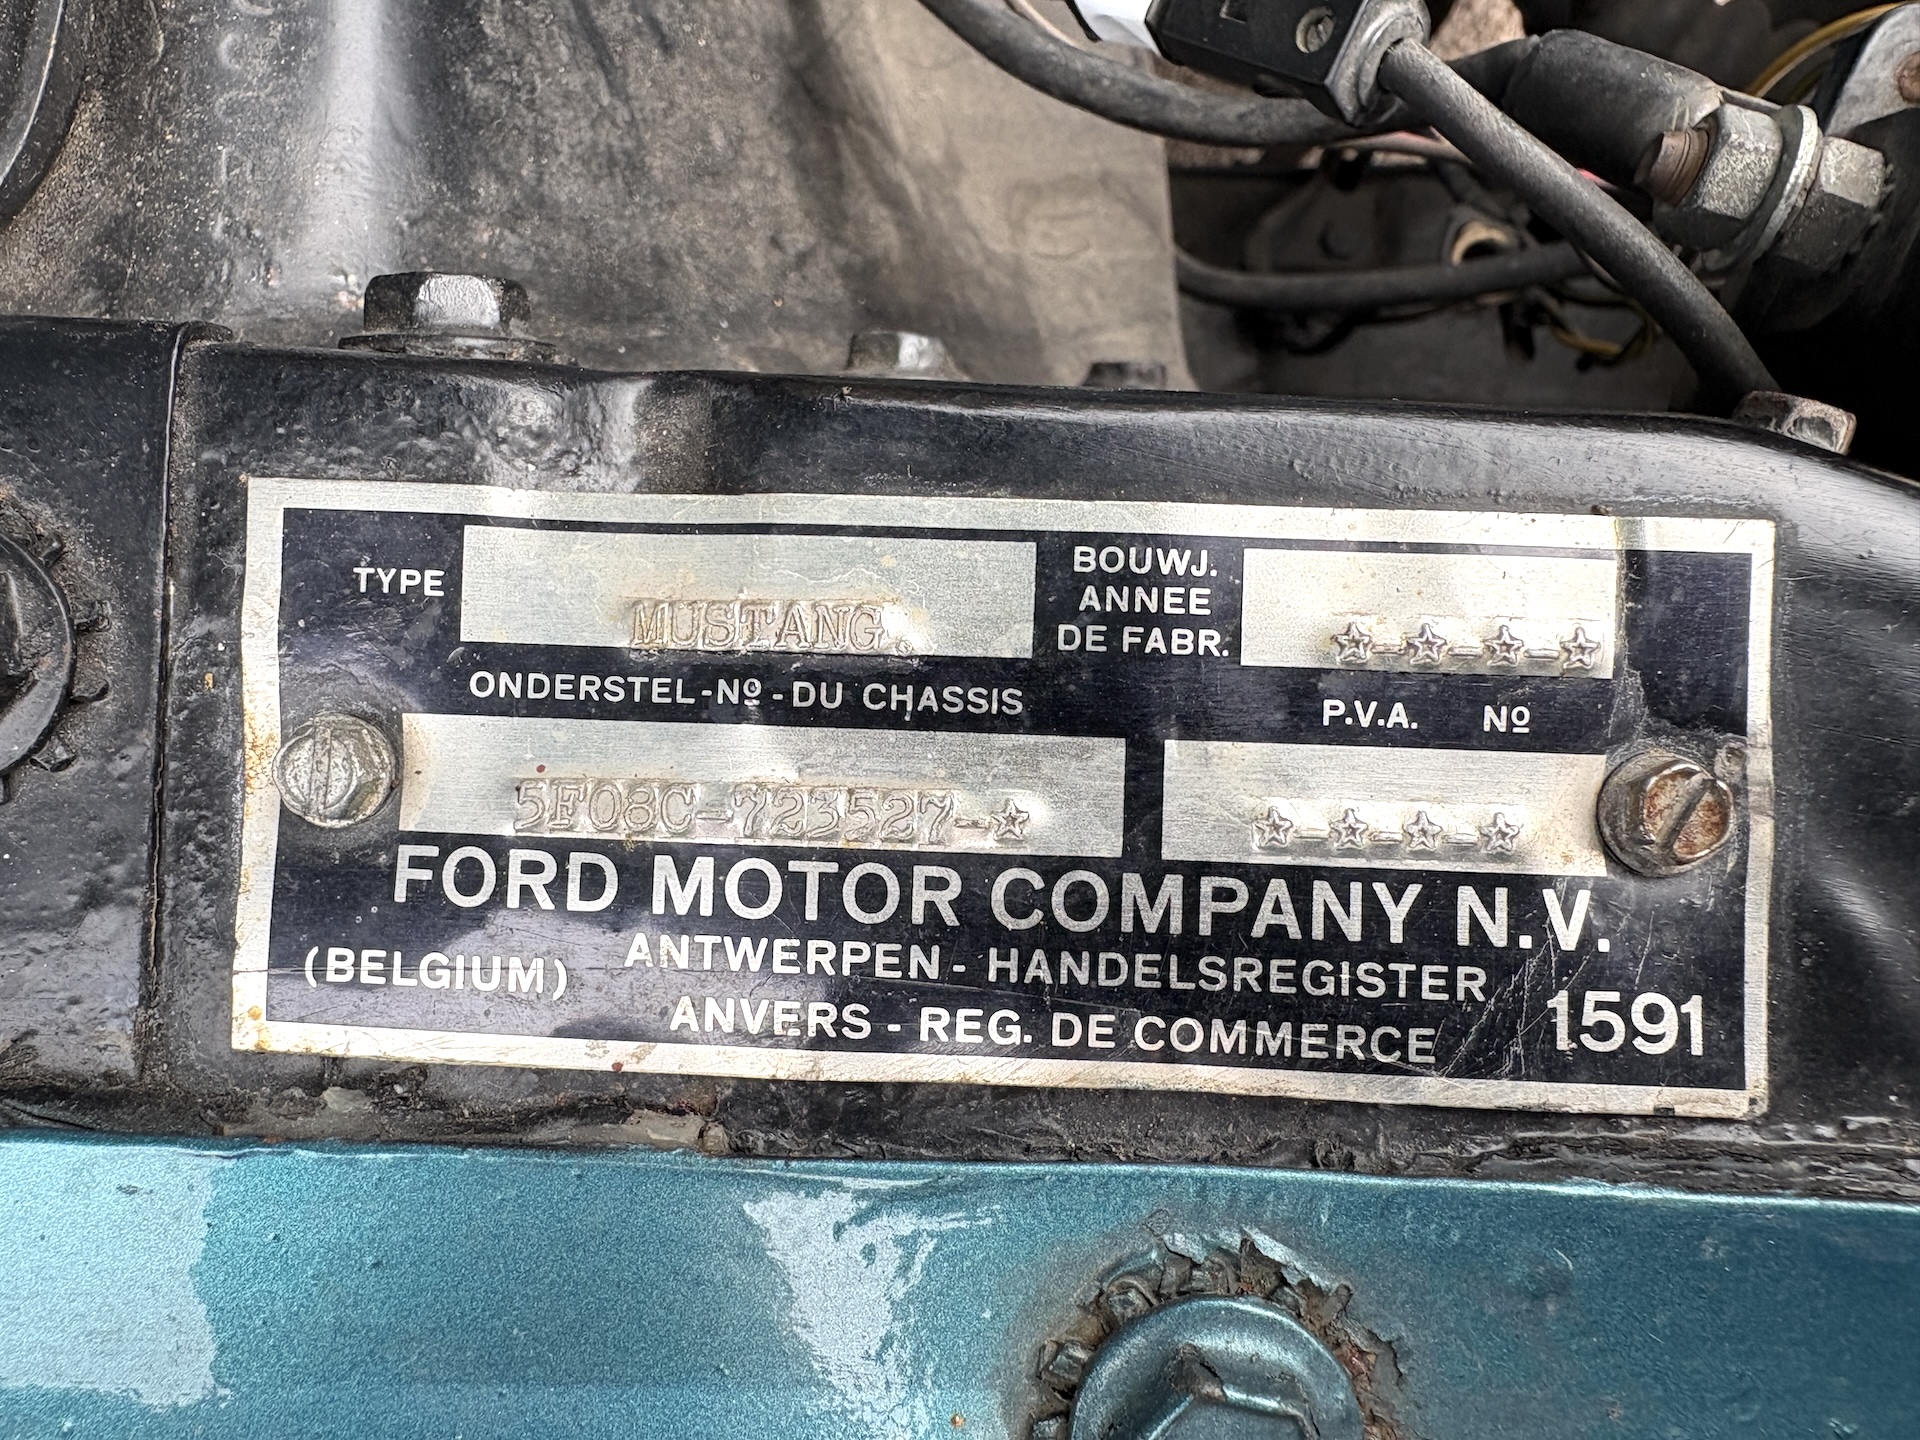 TYPE
MUSTANG.
BOUWJ.
ANNEE
DE FABR.
☆-☆-☆-☆
ONDERSTEL-Nº - DU CHASSIS
P.V.A. Nº
5F08C-723527-☆
☆-☆-☆-☆
FORD MOTOR COMPANY N.V.
(BELGIUM)
ANTWERPEN - HANDELSREGISTER
ANVERS - REG. DE COMMERCE
1591